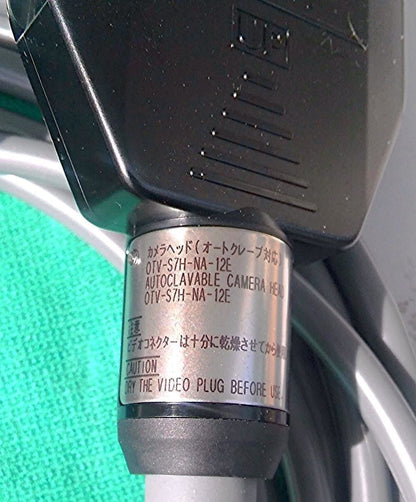 UP
カメラヘッド(オートクレーブ対応)
OTV-S7H-NA-12E
AUTOCLAVABLE CAMERA HEAD
OTV-S7H-NA-12E
注意
ビデオコネクターは十分に乾燥させてから
CAUTION
DRY THE VIDEO PLUG BEFORE USE.